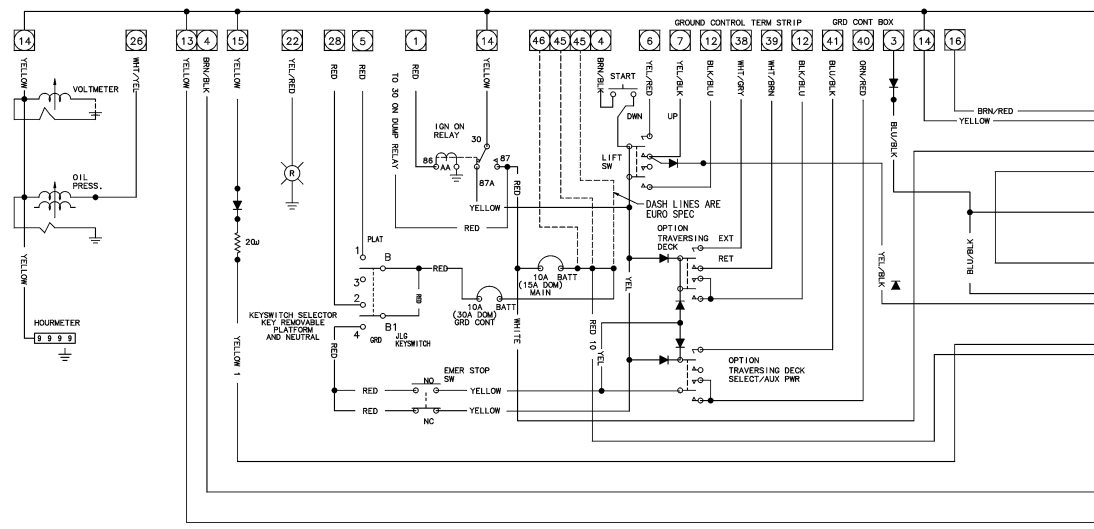 GROUND CONTROL TERM STRIP
GRD CONT BOX
14
26
13
4
15
22
28
5
1
14
46
45
45
4
6
7
12
38
39
12
41
40
3
14
16
YELLOW
WHT/YEL
YELLOW
BRN/BLK
YELLOW
YEL/RED
RED
RED
RED
YELLOW
BRN/BLK
YEL/RED
YEL/BLK
BLK/BLU
WHT/GRY
WHT/BRN
BLK/BLU
BLU/BLK
ORN/RED
START
VOLTMETER
TO 30 ON DUMP RELAY
IGN ON
RELAY
30
86
AA
87
87A
DWN
UP
LIFT
SW
BLU/BLK
BRN/RED
YELLOW
OIL
PRESS.
R
RED
YELLOW
RED
DASH LINES ARE
EURO SPEC
20ω
PLAT
1
B
3
2
4
GRD
B1
JLG
KEYSWITCH
RED
RED
KEYSWITCH SELECTOR
KEY REMOVABLE
PLATFORM
AND NEUTRAL
10A
BATT
(30A DOM)
GRD CONT
10A
BATT
(15A DOM)
MAIN
OPTION
TRAVERSING
DECK
EXT
RET
YEL
YEL/BLK
BLU/BLK
YELLOW
HOURMETER
9 9 9 9
YELLOW 1
RED
WHITE
RED 10
YEL
OPTION
TRAVERSING DECK
SELECT/AUX PWR
EMER STOP
SW
NO
RED
YELLOW
RED
YELLOW
NC